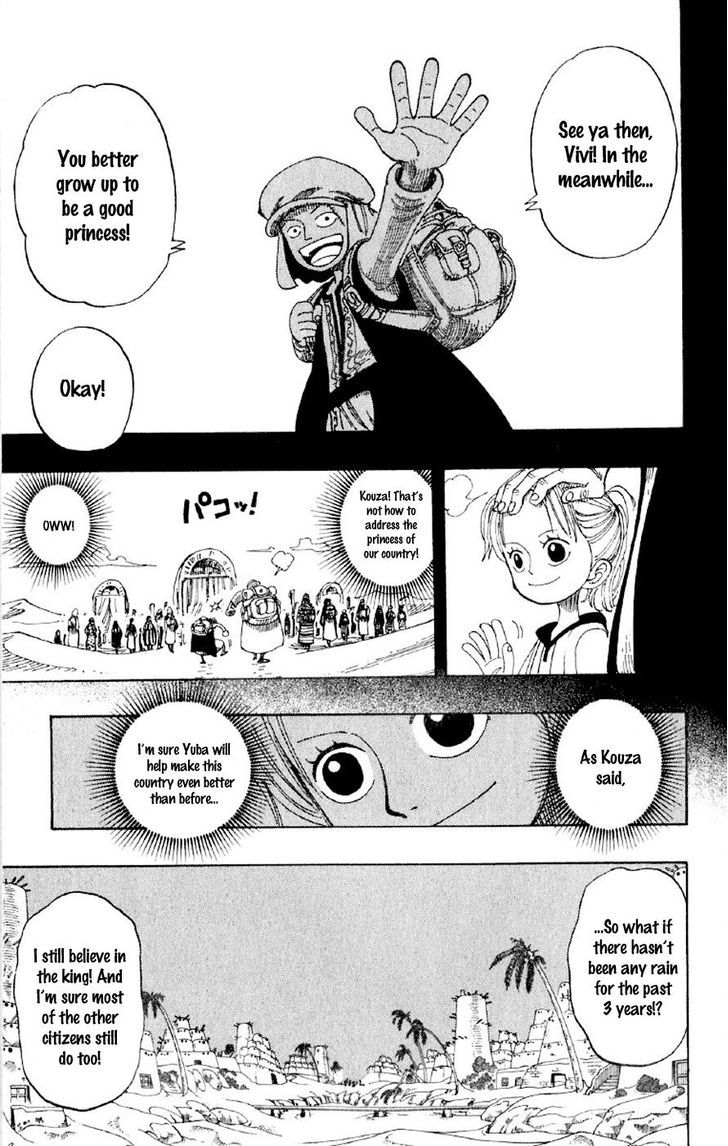 See ya then,
Vivi! In the
meanwhile...
You better
grow up to
be a good
princess!
Okay!
Kouza! That's
not how to
address the
princess of
our country!
パコッ!
OWW!
As Kouza
said,
I'm sure Yuba will
help make this
country even better
than before...
...So what if
there hasn't
been any rain
for the past
3 years!?
I still believe in
the king! And
I'm sure most
of the other
citizens still
do too!